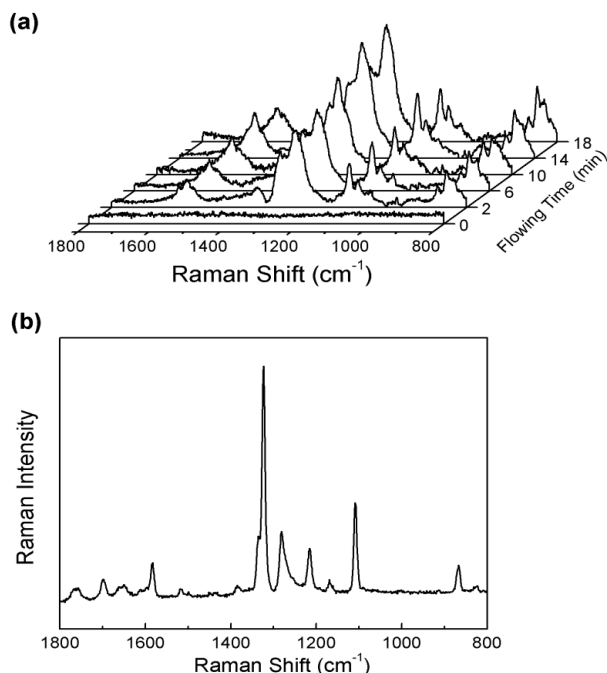 (a)
18
14
10
6
2
0
Flowing Time (min)
1800 1600 1400 1200 1000 800
Raman Shift (cm⁻¹)
(b)
Raman Intensity
1800 1600 1400 1200 1000 800
Raman Shift (cm⁻¹)